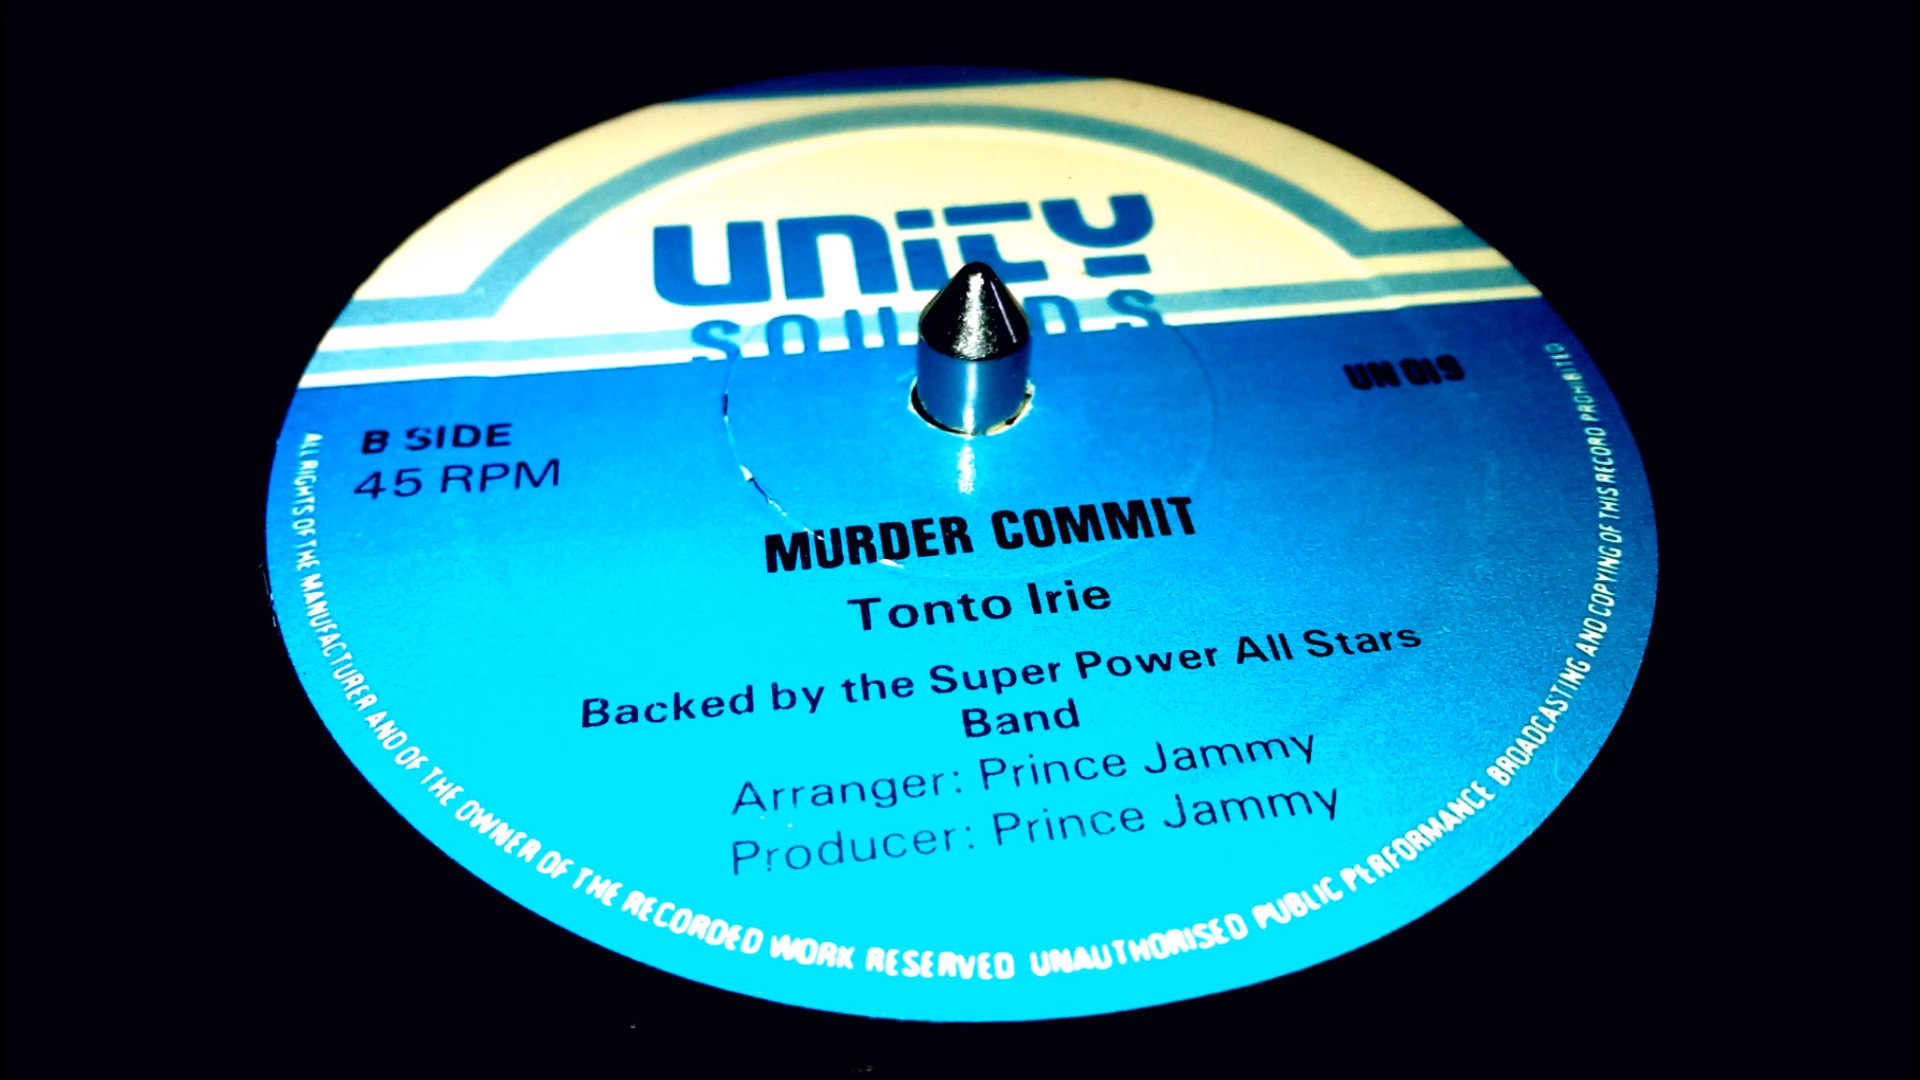 UNITY
SOUNDS
UN 019
B SIDE
45 RPM
MURDER COMMIT
Tonto Irie
Backed by the Super Power All Stars
Band
Arranger: Prince Jammy
Producer: Prince Jammy
ALL RIGHTS OF THE MANUFACTURER AND OF THE OWNER OF THE RECORDED WORK RESERVED UNAUTHORISED PUBLIC PERFORMANCE BROADCASTING AND COPYING OF THIS RECORD PROHIBITED